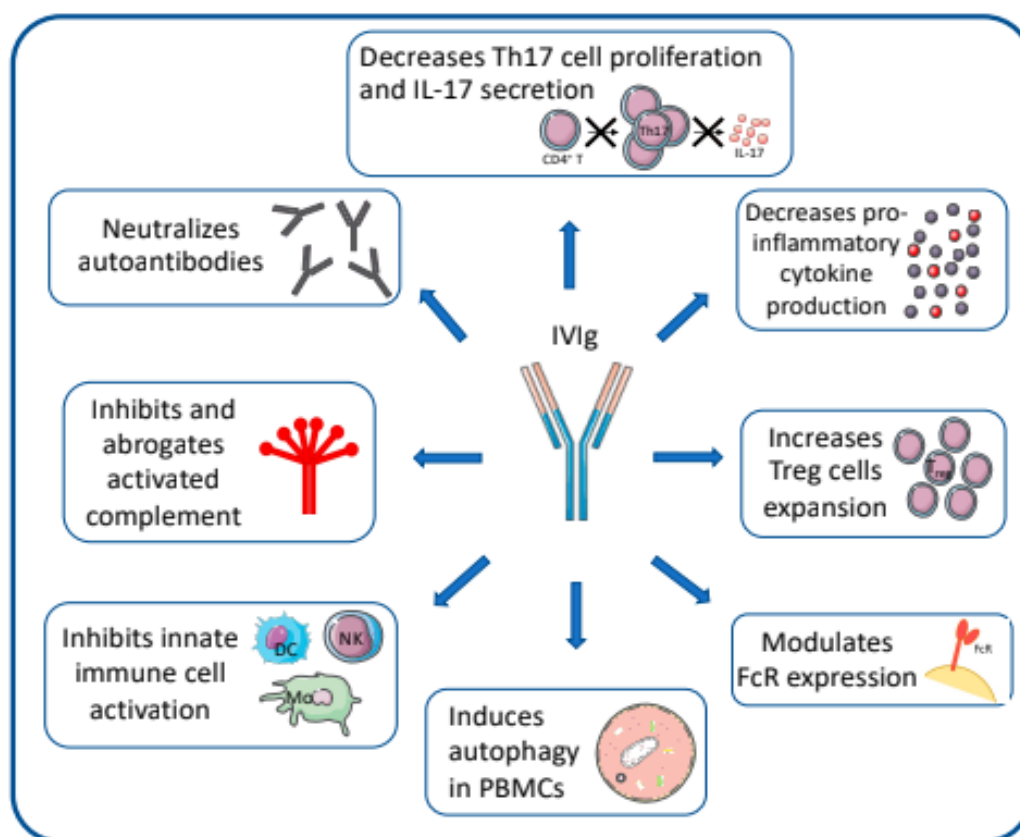 Decreases Th17 cell proliferation
and IL-17 secretion
CD4⁺ T
Th17
IL-17
Neutralizes
autoantibodies
Decreases pro-
inflammatory
cytokine
production
IVIg
Inhibits and
abrogates
activated
complement
Increases
Treg cells
expansion
Treg
Inhibits innate
immune cell
activation
DC
NK
Mα
Induces
autophagy
in PBMCs
Modulates
FcR expression
FcR